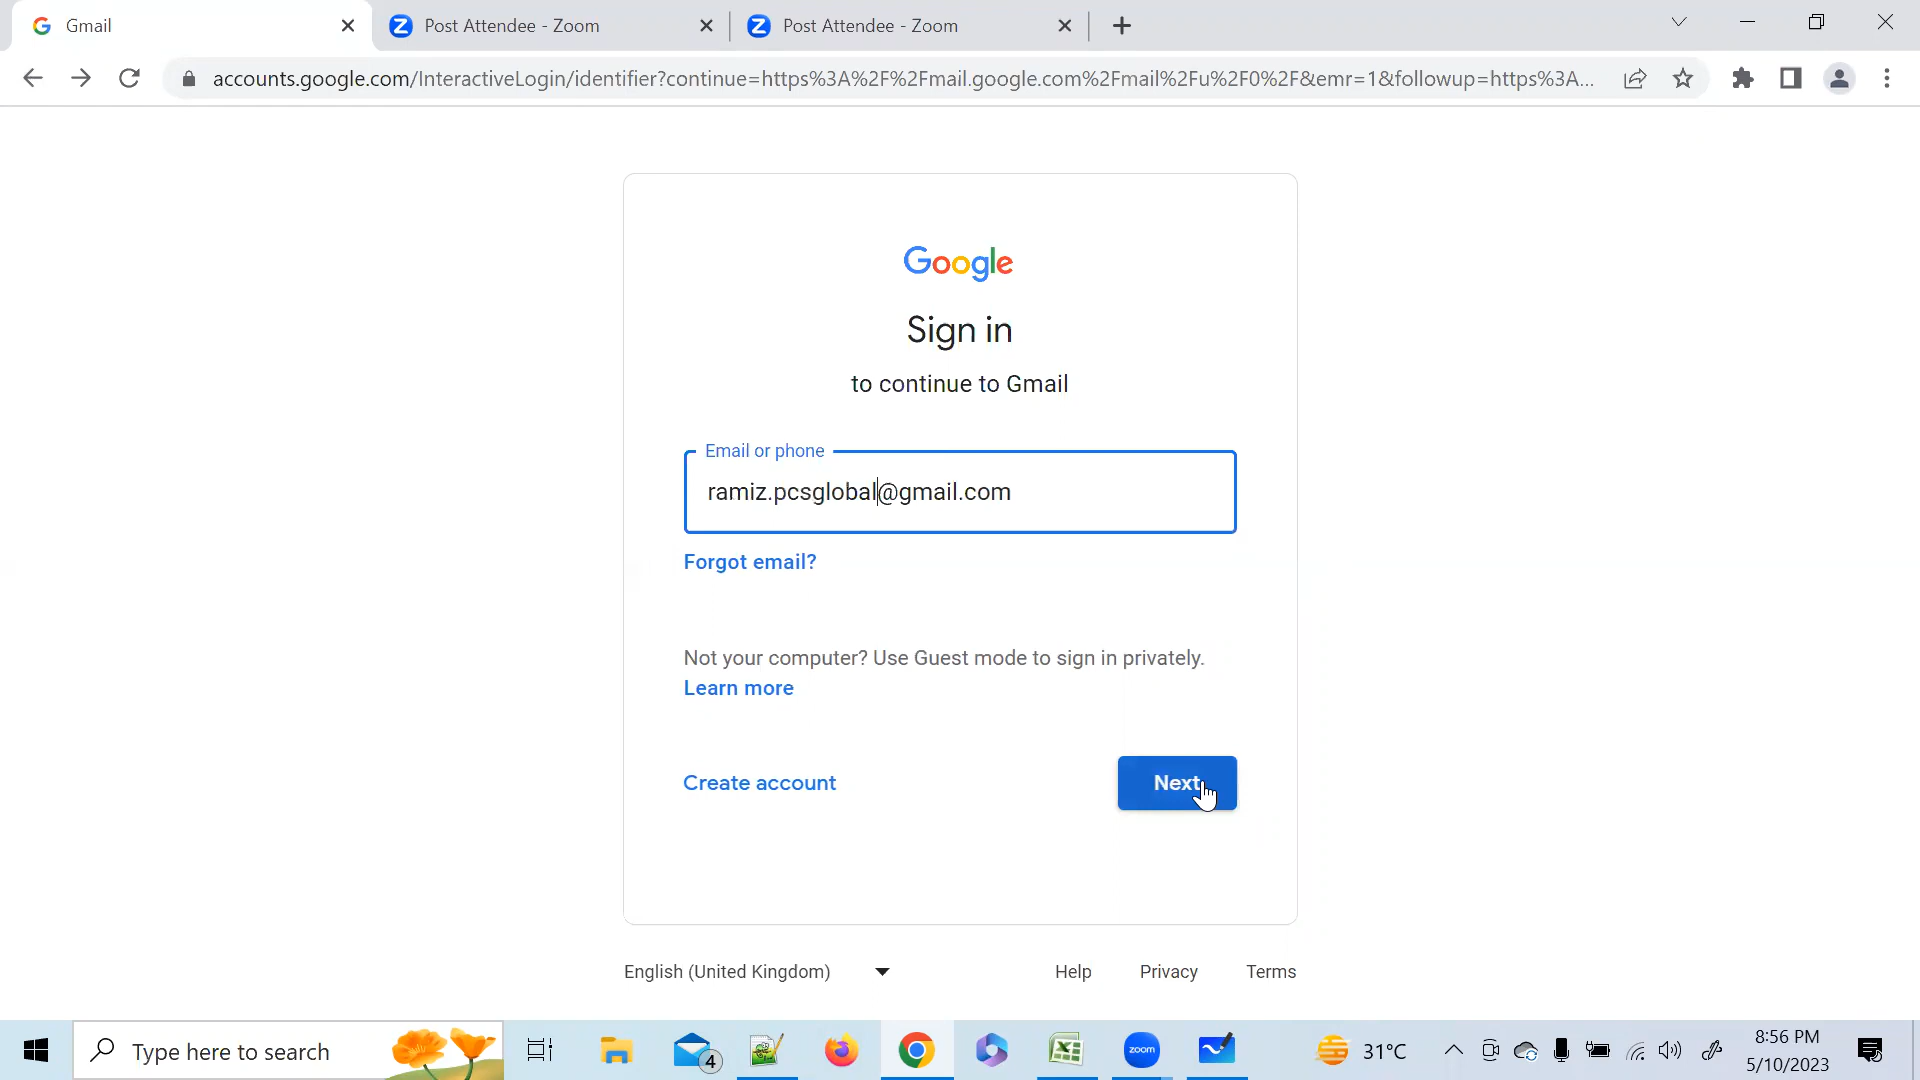 Gmail
Post Attendee - Zoom
Post Attendee - Zoom
accounts.google.com/InteractiveLogin/identifier?continue=https%3A%2F%2Fmail.google.com%2Fmail%2Fu%2F0%2F&emr=1&followup=https%3A...
Google
Sign in
to continue to Gmail
Email or phone
ramiz.pcsglobal@gmail.com
Forgot email?
Not your computer? Use Guest mode to sign in privately.
Learn more
Create account
Next
English (United Kingdom)
Help
Privacy
Terms
Type here to search
4
zoom
31°C
8:56 PM
5/10/2023